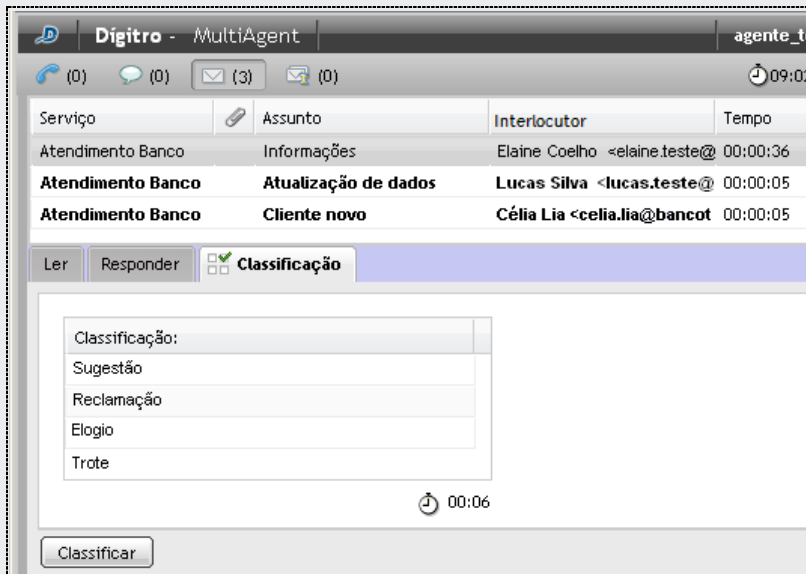 Dígitro - MultiAgent agente_t
(0) (0) (3) (0) 09:02
Serviço Assunto Interlocutor Tempo
Atendimento Banco Informações Elaine Coelho <elaine.teste@ 00:00:36
Atendimento Banco Atualização de dados Lucas Silva <lucas.teste@ 00:00:05
Atendimento Banco Cliente novo Célia Lia <celia.lia@bancot 00:00:05
Ler Responder Classificação
Classificação:
Sugestão
Reclamação
Elogio
Trote
00:06
Classificar